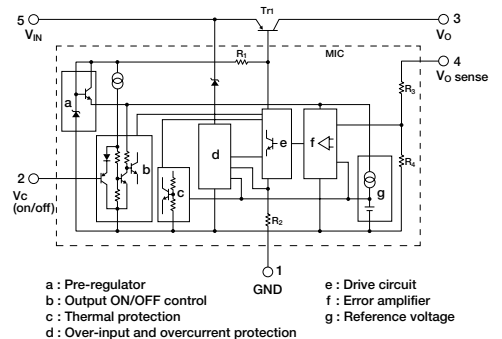 Tr1
5
VIN
3
VO
R1
MIC
4
VO sense
R3
a
e
f
d
b
R4
2
VC
(on/off)
c
g
R2
1
GND
a : Pre-regulator
b : Output ON/OFF control
c : Thermal protection
d : Over-input and overcurrent protection
e : Drive circuit
f : Error amplifier
g : Reference voltage